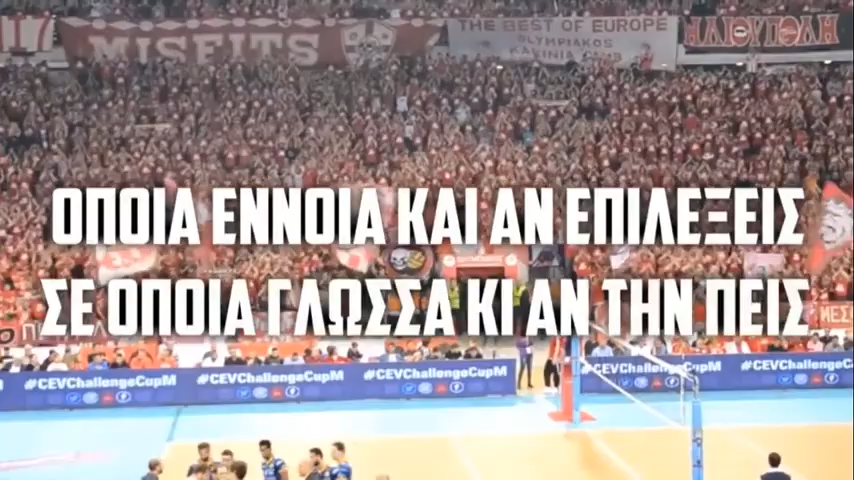 MISFITS
THE BEST OF EUROPE
OLYMPIAKOS
ΗΛΙΟΥΠΟΛΗ
ΟΠΟΙΑ ΕΝΝΟΙΑ ΚΑΙ ΑΝ ΕΠΙΛΕΞΕΙΣ
ΣΕ ΟΠΟΙΑ ΓΛΩΣΣΑ ΚΙ ΑΝ ΤΗΝ ΠΕΙΣ
#CEVChallengeCupM #CEVChallengeCupM #CEVChallengeCupM #CEVChallengeCupM #CEVChallengeCupM